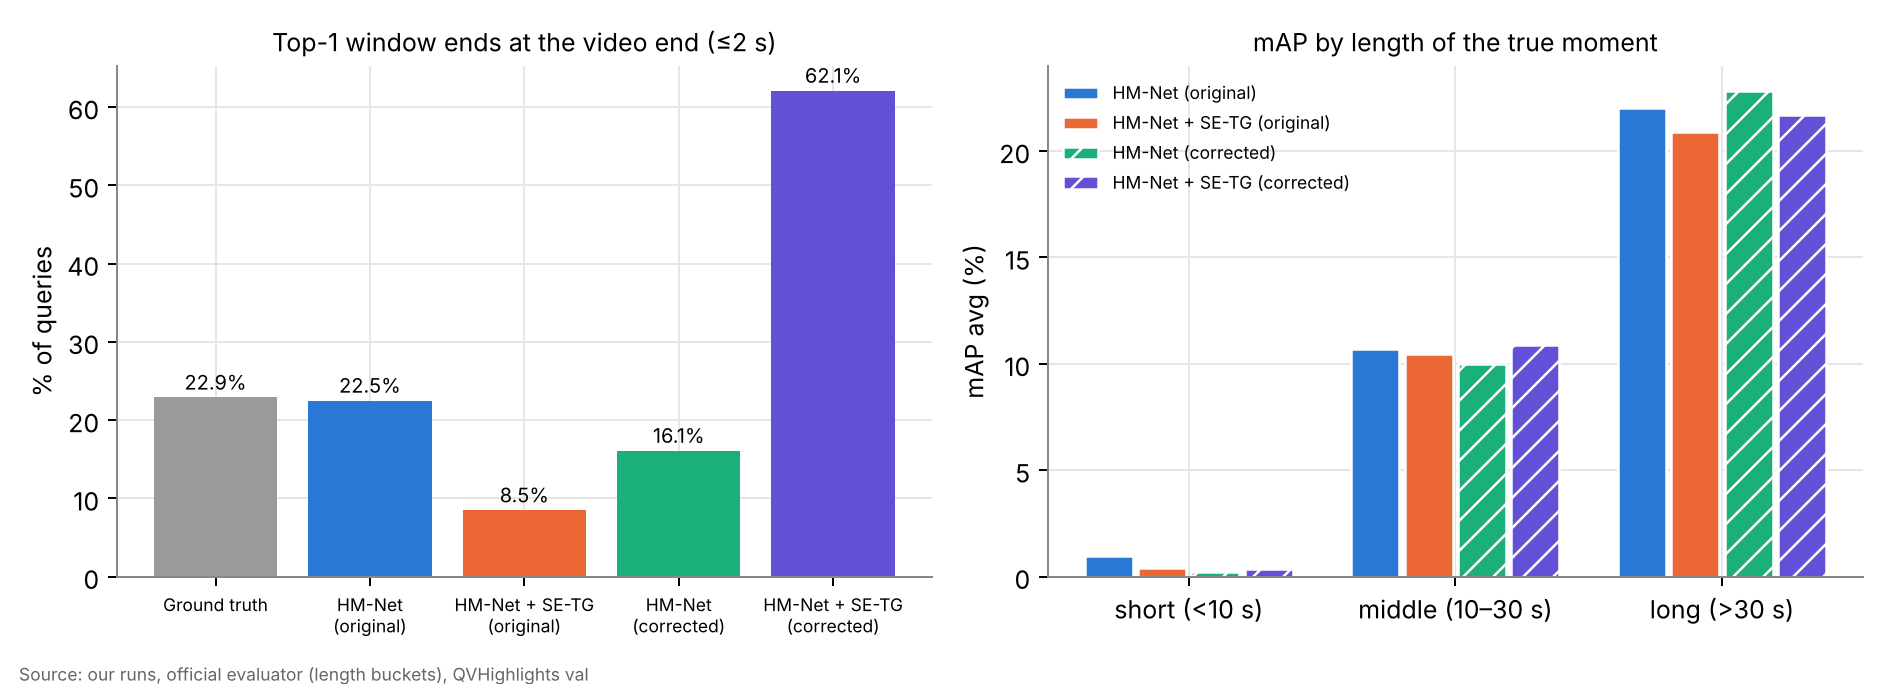 Top-1 window ends at the video end (≤2 s)
% of queries
60
50
40
30
20
10
0
22.9%
22.5%
8.5%
16.1%
62.1%
Ground truth
HM-Net
(original)
HM-Net + SE-TG
(original)
HM-Net
(corrected)
HM-Net + SE-TG
(corrected)
mAP by length of the true moment
HM-Net (original)
HM-Net + SE-TG (original)
HM-Net (corrected)
HM-Net + SE-TG (corrected)
mAP avg (%)
20
15
10
5
0
short (<10 s)
middle (10–30 s)
long (>30 s)
Source: our runs, official evaluator (length buckets), QVHighlights val